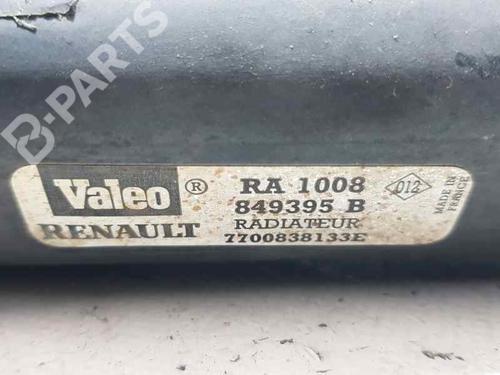 B-PARTS
Valeo ® RA 1008 012
849395 B MADE IN
RENAULT RADIATEUR FRANCE
7700838133E